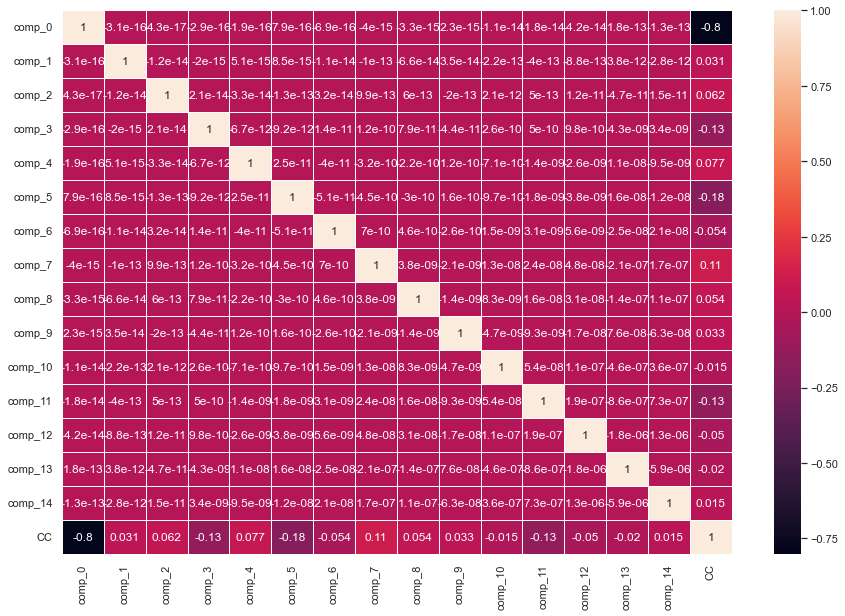 comp_0 1 -3.1e-16 4.3e-17 -2.9e-16 -1.9e-16 7.9e-16 -6.9e-16 -4e-15 -3.3e-15 2.3e-15 -1.1e-14 -1.8e-14 -4.2e-14 1.8e-13 -1.3e-13 -0.8 1.00
comp_1 -3.1e-16 1 -1.2e-14 -2e-15 5.1e-15 8.5e-15 -1.1e-14 -1e-13 -6.6e-14 3.5e-14 -2.2e-13 -4e-13 -8.8e-13 3.8e-12 -2.8e-12 0.031
comp_2 4.3e-17 -1.2e-14 1 2.1e-14 -3.3e-14 -1.3e-13 3.2e-14 9.9e-13 6e-13 -2e-13 2.1e-12 5e-13 1.2e-11 -4.7e-11 1.5e-11 0.062 0.75
comp_3 -2.9e-16 -2e-15 2.1e-14 1 -6.7e-12 -9.2e-12 1.4e-11 1.2e-10 7.9e-11 -4.4e-11 2.6e-10 5e-10 9.8e-10 -4.3e-09 3.4e-09 -0.13
comp_4 -1.9e-16 5.1e-15 -3.3e-14 -6.7e-12 1 2.5e-11 -4e-11 -3.2e-10 -2.2e-10 1.2e-10 -7.1e-10 -1.4e-09 -2.6e-09 1.1e-08 -9.5e-09 0.077 0.50
comp_5 7.9e-16 8.5e-15 -1.3e-13 -9.2e-12 2.5e-11 1 -5.1e-11 -4.5e-10 -3e-10 1.6e-10 -9.7e-10 -1.8e-09 -3.8e-09 1.6e-08 -1.2e-08 -0.18
comp_6 -6.9e-16 -1.1e-14 3.2e-14 1.4e-11 -4e-11 -5.1e-11 1 7e-10 4.6e-10 -2.6e-10 1.5e-09 3.1e-09 5.6e-09 -2.5e-08 2.1e-08 -0.054 0.25
comp_7 -4e-15 -1e-13 9.9e-13 1.2e-10 -3.2e-10 -4.5e-10 7e-10 1 3.8e-09 -2.1e-09 1.3e-08 2.4e-08 4.8e-08 -2.1e-07 1.7e-07 0.11
comp_8 -3.3e-15 -6.6e-14 6e-13 7.9e-11 -2.2e-10 -3e-10 4.6e-10 3.8e-09 1 -1.4e-09 8.3e-09 1.6e-08 3.1e-08 -1.4e-07 1.1e-07 0.054 0.00
comp_9 2.3e-15 3.5e-14 -2e-13 -4.4e-11 1.2e-10 1.6e-10 -2.6e-10 -2.1e-09 -1.4e-09 1 -4.7e-09 -9.3e-09 -1.7e-08 7.6e-08 -6.3e-08 0.033
comp_10 -1.1e-14 -2.2e-13 2.1e-12 2.6e-10 -7.1e-10 -9.7e-10 1.5e-09 1.3e-08 8.3e-09 -4.7e-09 1 5.4e-08 1.1e-07 -4.6e-07 3.6e-07 -0.015 -0.25
comp_11 -1.8e-14 -4e-13 5e-13 5e-10 -1.4e-09 -1.8e-09 3.1e-09 2.4e-08 1.6e-08 -9.3e-09 5.4e-08 1 1.9e-07 -8.6e-07 7.3e-07 -0.13
comp_12 -4.2e-14 -8.8e-13 1.2e-11 9.8e-10 -2.6e-09 -3.8e-09 5.6e-09 4.8e-08 3.1e-08 -1.7e-08 1.1e-07 1.9e-07 1 -1.8e-06 1.3e-06 -0.05 -0.50
comp_13 1.8e-13 3.8e-12 -4.7e-11 -4.3e-09 1.1e-08 1.6e-08 -2.5e-08 -2.1e-07 -1.4e-07 7.6e-08 -4.6e-07 -8.6e-07 -1.8e-06 1 -5.9e-06 -0.02
comp_14 -1.3e-13 -2.8e-12 1.5e-11 3.4e-09 -9.5e-09 -1.2e-08 2.1e-08 1.7e-07 1.1e-07 -6.3e-08 3.6e-07 7.3e-07 1.3e-06 -5.9e-06 1 0.015
CC -0.8 0.031 0.062 -0.13 0.077 -0.18 -0.054 0.11 0.054 0.033 -0.015 -0.13 -0.05 -0.02 0.015 1 -0.75
comp_0 comp_1 comp_2 comp_3 comp_4 comp_5 comp_6 comp_7 comp_8 comp_9 comp_10 comp_11 comp_12 comp_13 comp_14 CC